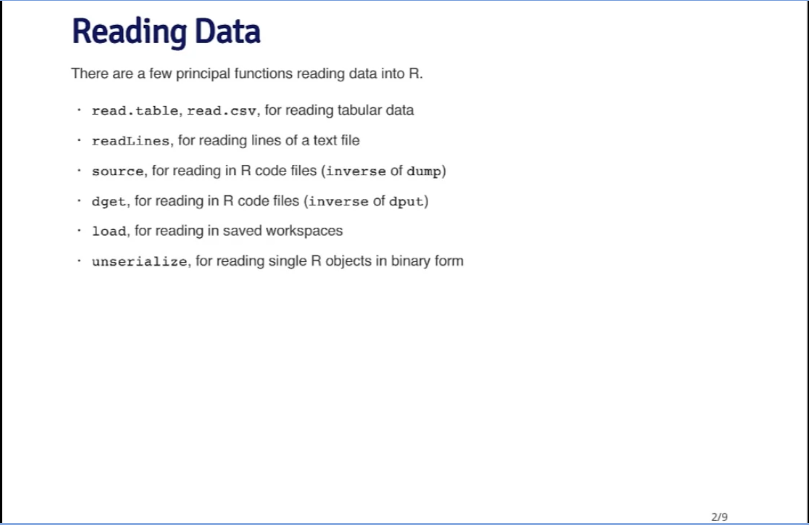 Reading Data
There are a few principal functions reading data into R.
· read.table, read.csv, for reading tabular data
· readLines, for reading lines of a text file
· source, for reading in R code files (inverse of dump)
· dget, for reading in R code files (inverse of dput)
· load, for reading in saved workspaces
· unserialize, for reading single R objects in binary form
2/9